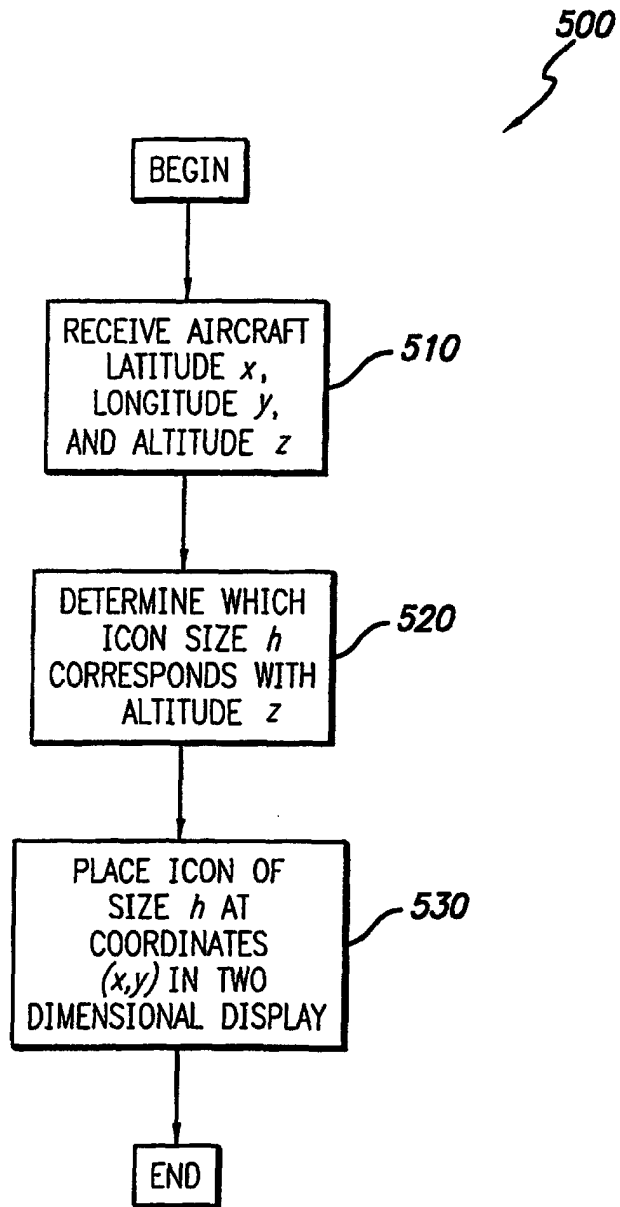 500
BEGIN
RECEIVE AIRCRAFT
LATITUDE x,
LONGITUDE y,
AND ALTITUDE z
510
DETERMINE WHICH
ICON SIZE h
CORRESPONDS WITH
ALTITUDE z
520
PLACE ICON OF
SIZE h AT
COORDINATES
(x,y) IN TWO
DIMENSIONAL DISPLAY
530
END